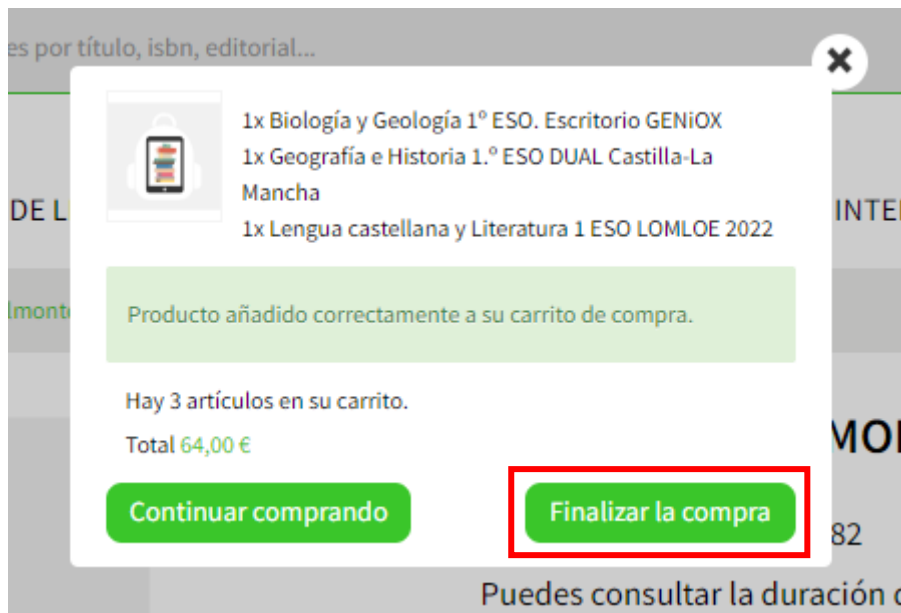 es por título, isbn, editorial...
1x Biología y Geología 1º ESO. Escritorio GENiOX
1x Geografía e Historia 1.º ESO DUAL Castilla-La
Mancha
1x Lengua castellana y Literatura 1 ESO LOMLOE 2022
DE L
INTE
lmonte
Producto añadido correctamente a su carrito de compra.
Hay 3 artículos en su carrito.
Total 64,00 €
MO
Continuar comprando
Finalizar la compra
82
Puedes consultar la duración